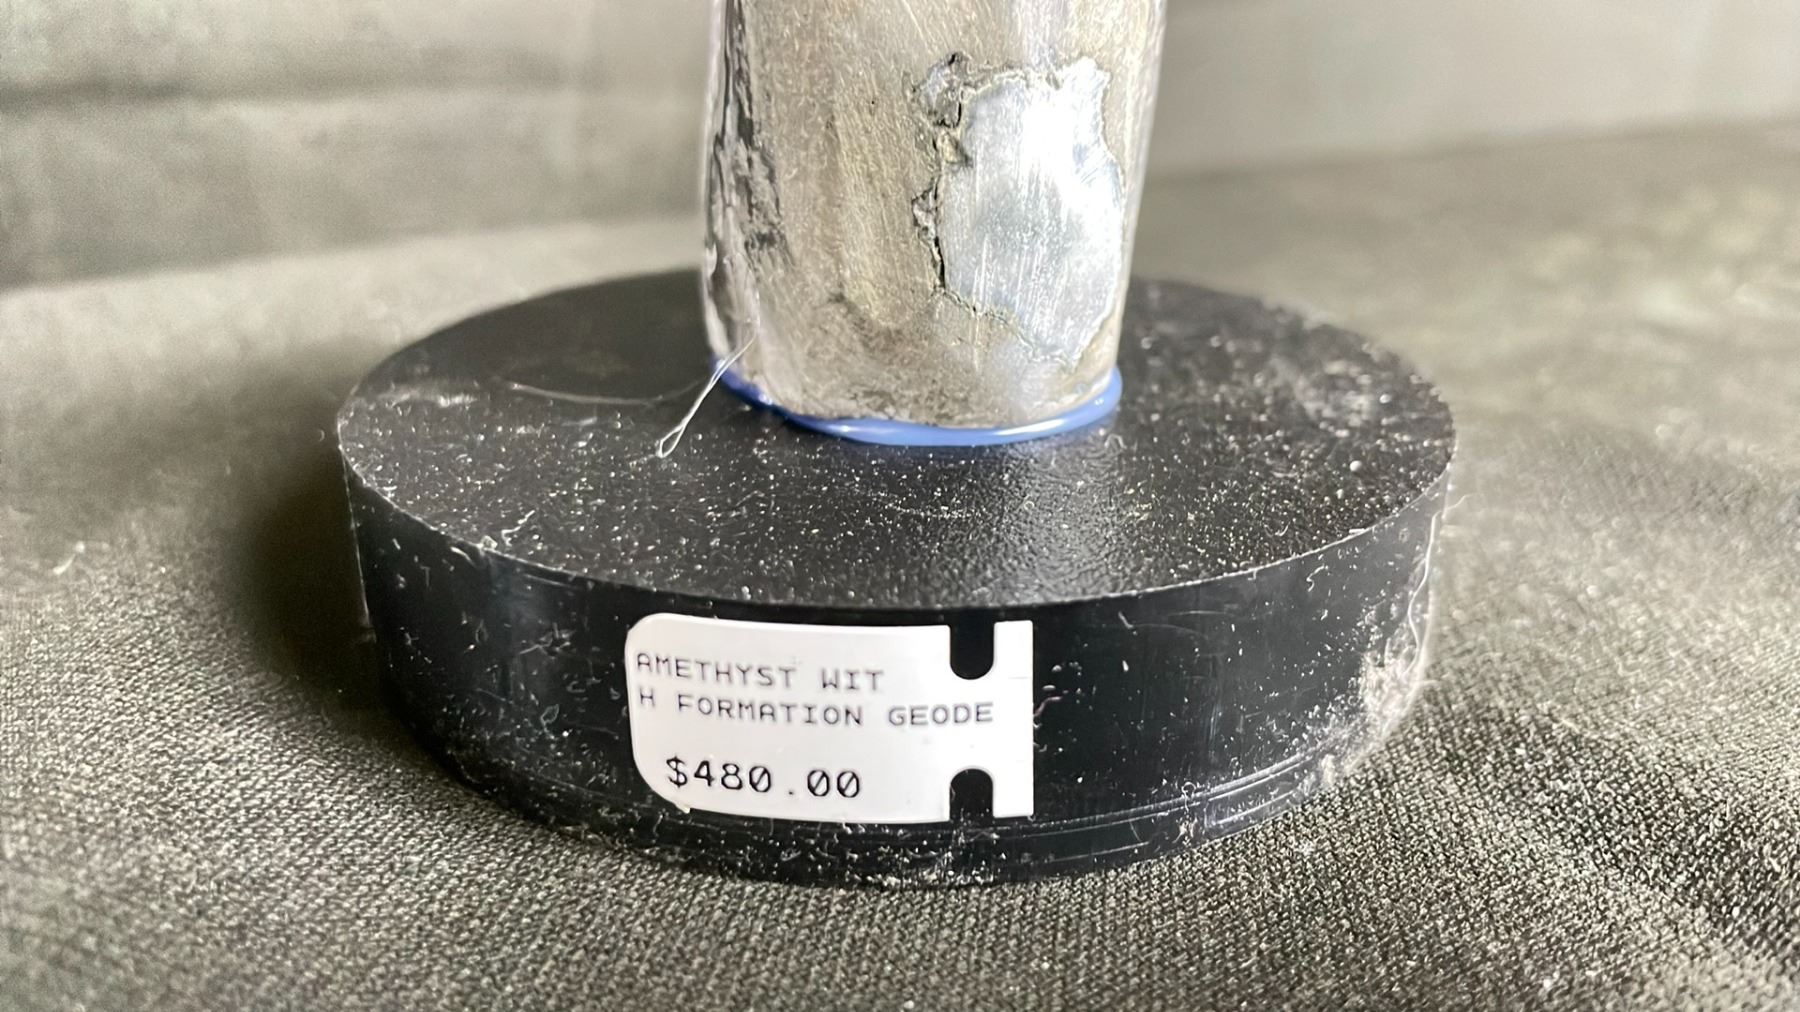 AMETHYST WIT
H FORMATION GEODE
$480.00